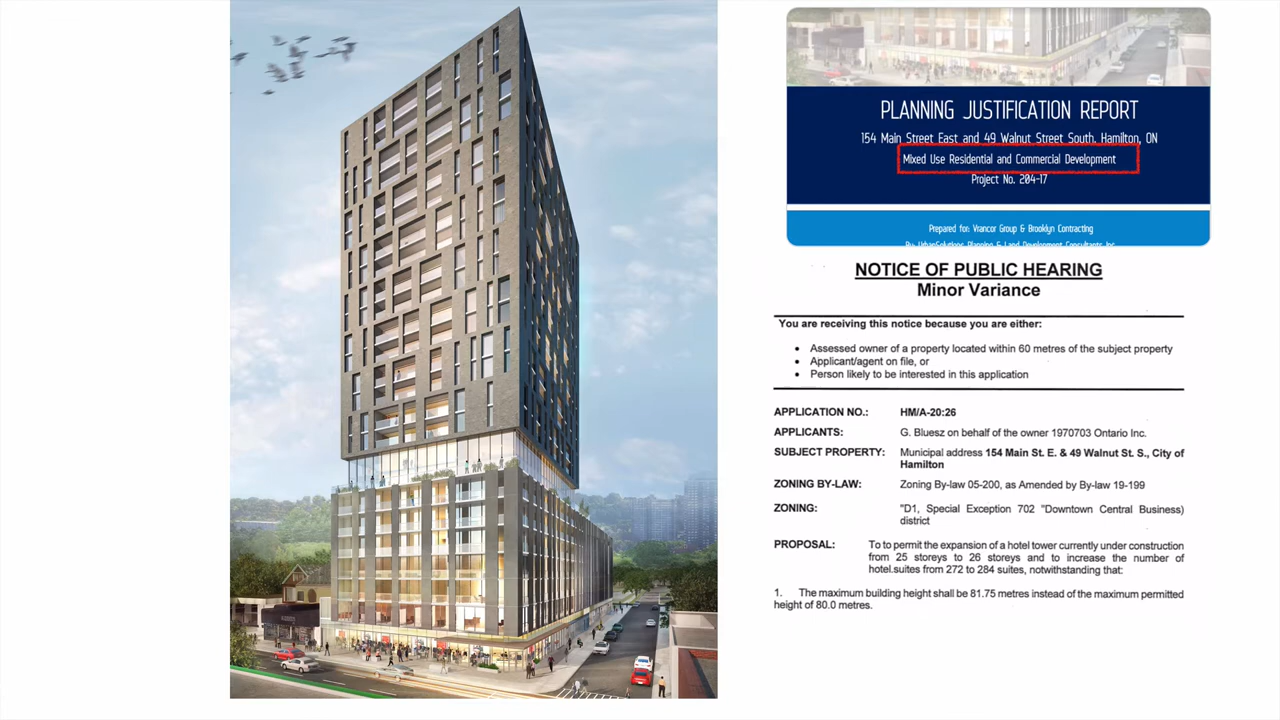 PLANNING JUSTIFICATION REPORT
154 Main Street East and 49 Walnut Street South, Hamilton, ON
Mixed Use Residential and Commercial Development
Project No. 204-17
Prepared for: Vrancor Group & Brooklyn Contracting
By: UrbanSolutions Planning & Land Development Consultants Inc
NOTICE OF PUBLIC HEARING
Minor Variance
You are receiving this notice because you are either:
• Assessed owner of a property located within 60 metres of the subject property
• Applicant/agent on file, or
• Person likely to be interested in this application
APPLICATION NO.: HM/A-20:26
APPLICANTS: G. Bluesz on behalf of the owner 1970703 Ontario Inc.
SUBJECT PROPERTY: Municipal address 154 Main St. E. & 49 Walnut St. S., City of
Hamilton
ZONING BY-LAW: Zoning By-law 05-200, as Amended by By-law 19-199
ZONING: "D1, Special Exception 702 "Downtown Central Business)
district
PROPOSAL: To to permit the expansion of a hotel tower currently under construction
from 25 storeys to 26 storeys and to increase the number of
hotel.suites from 272 to 284 suites, notwithstanding that:
1. The maximum building height shall be 81.75 metres instead of the maximum permitted
height of 80.0 metres.